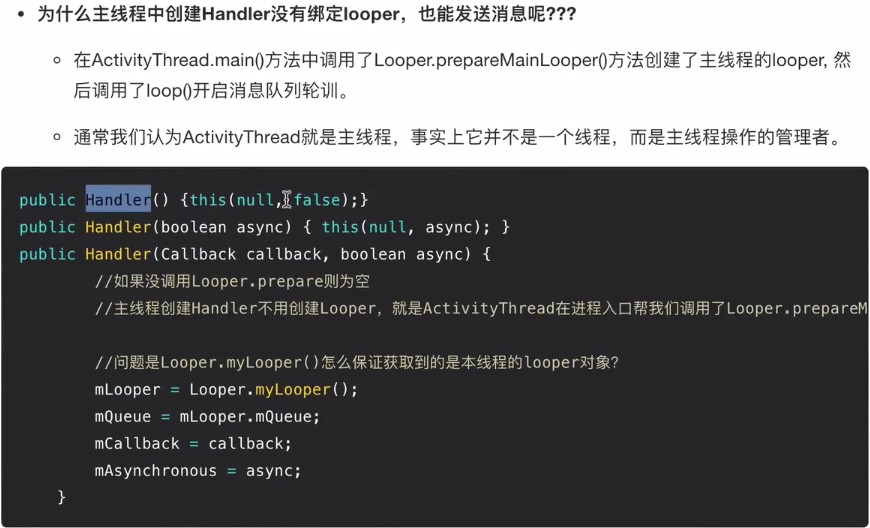 • 为什么主线程中创建Handler没有绑定looper，也能发送消息呢???
◦ 在ActivityThread.main()方法中调用了Looper.prepareMainLooper()方法创建了主线程的looper, 然
后调用了loop()开启消息队列轮训。
◦ 通常我们认为ActivityThread就是主线程，事实上它并不是一个线程，而是主线程操作的管理者。
public Handler() {this(null, false);}
public Handler(boolean async) { this(null, async); }
public Handler(Callback callback, boolean async) {
//如果没调用Looper.prepare则为空
//主线程创建Handler不用创建Looper，就是ActivityThread在进程入口帮我们调用了Looper.prepareM
//问题是Looper.myLooper()怎么保证获取到的是本线程的looper对象?
mLooper = Looper.myLooper();
mQueue = mLooper.mQueue;
mCallback = callback;
mAsynchronous = async;
}